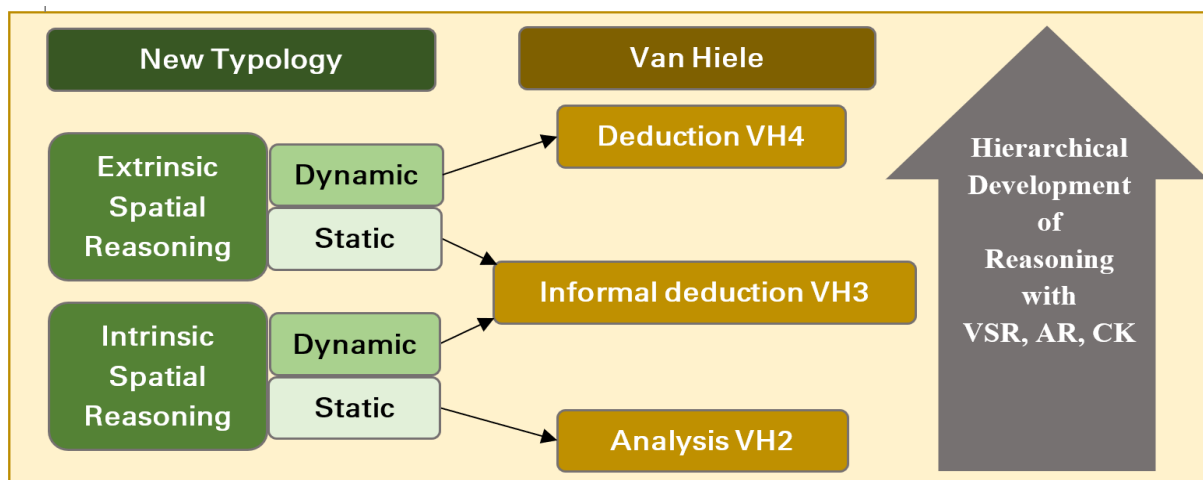 New Typology
Van Hiele
Extrinsic
Spatial
Reasoning
Dynamic
Static
Deduction VH4
Informal deduction VH3
Intrinsic
Spatial
Reasoning
Dynamic
Static
Analysis VH2
Hierarchical
Development
of
Reasoning
with
VSR, AR, CK